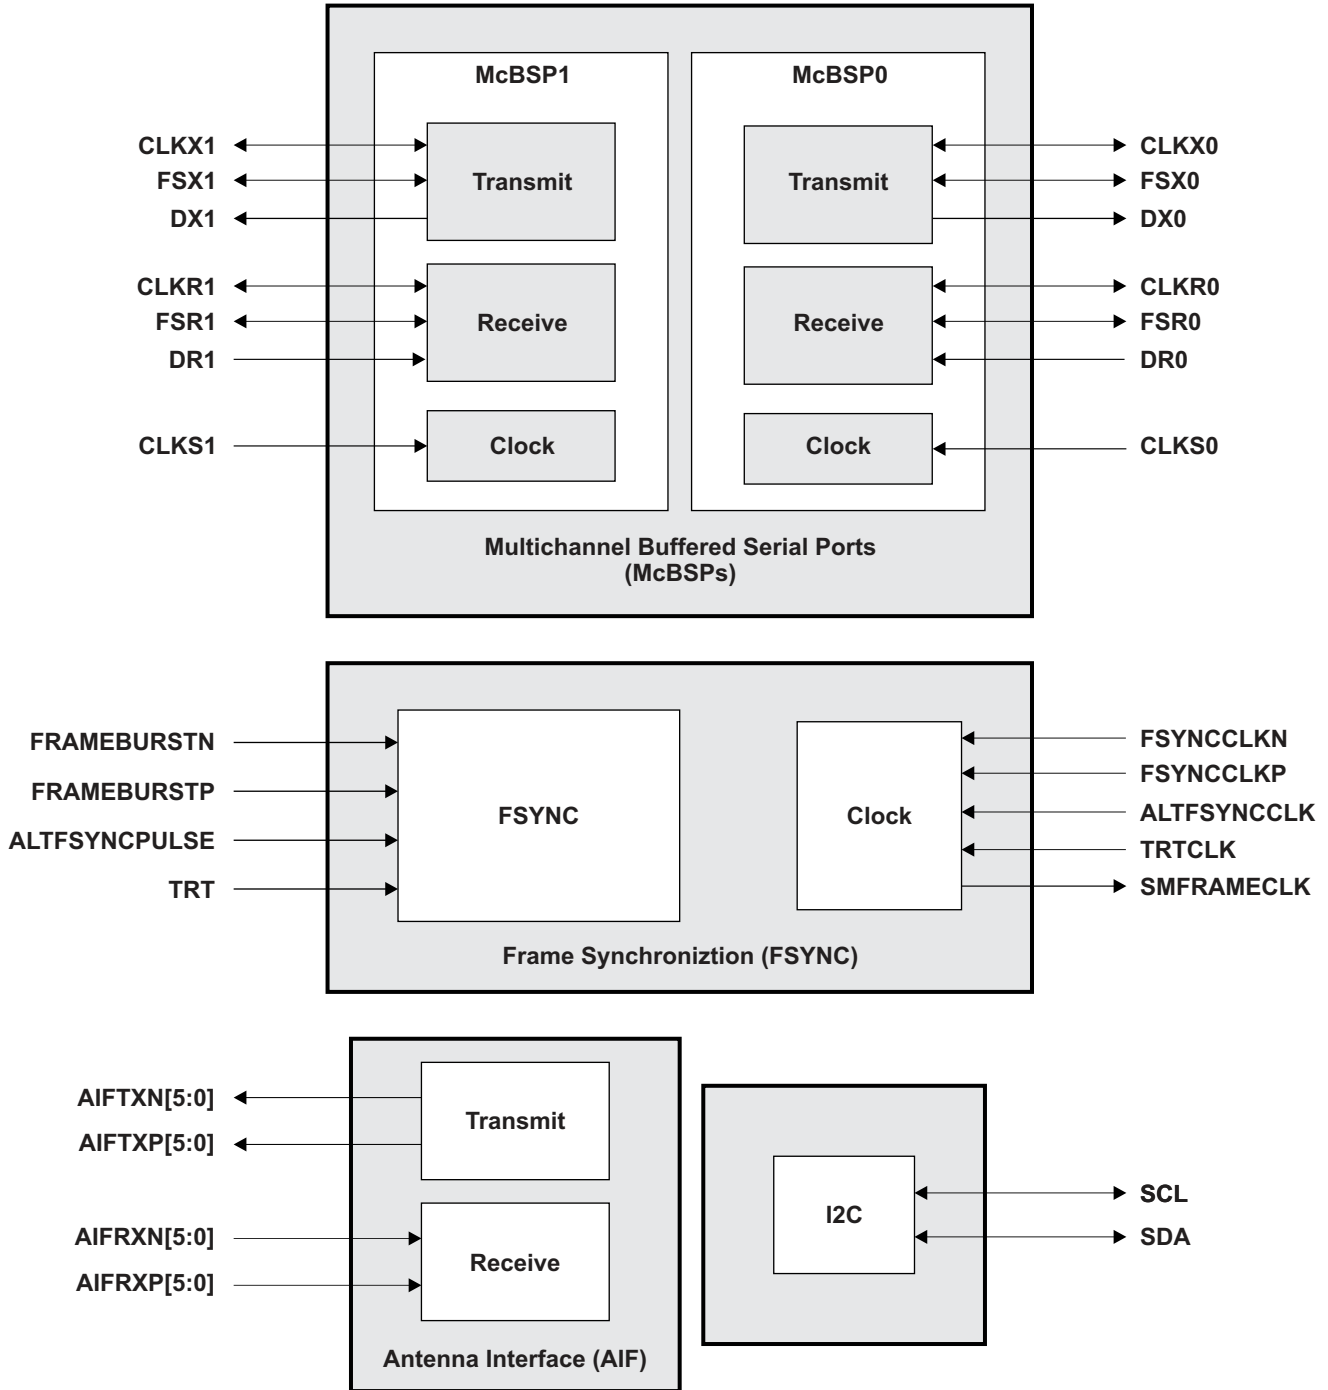 McBSP1
McBSP0
CLKX1
FSX1
DX1
Transmit
Transmit
CLKX0
FSX0
DX0
CLKR1
FSR1
DR1
Receive
Receive
CLKR0
FSR0
DR0
CLKS1
Clock
Clock
CLKS0
Multichannel Buffered Serial Ports
(McBSPs)
FRAMEBURSTN
FRAMEBURSTP
ALTFSYNCPULSE
TRT
FSYNC
Clock
FSYNCCLKN
FSYNCCLKP
ALTFSYNCCLK
TRTCLK
SMFRAMECLK
Frame Synchroniztion (FSYNC)
AIFTXN[5:0]
AIFTXP[5:0]
Transmit
AIFRXN[5:0]
AIFRXP[5:0]
Receive
Antenna Interface (AIF)
I2C
SCL
SDA